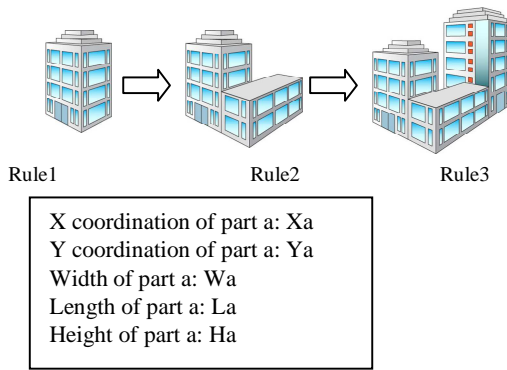 Rule1 Rule2 Rule3
X coordination of part a: Xa
Y coordination of part a: Ya
Width of part a: Wa
Length of part a: La
Height of part a: Ha